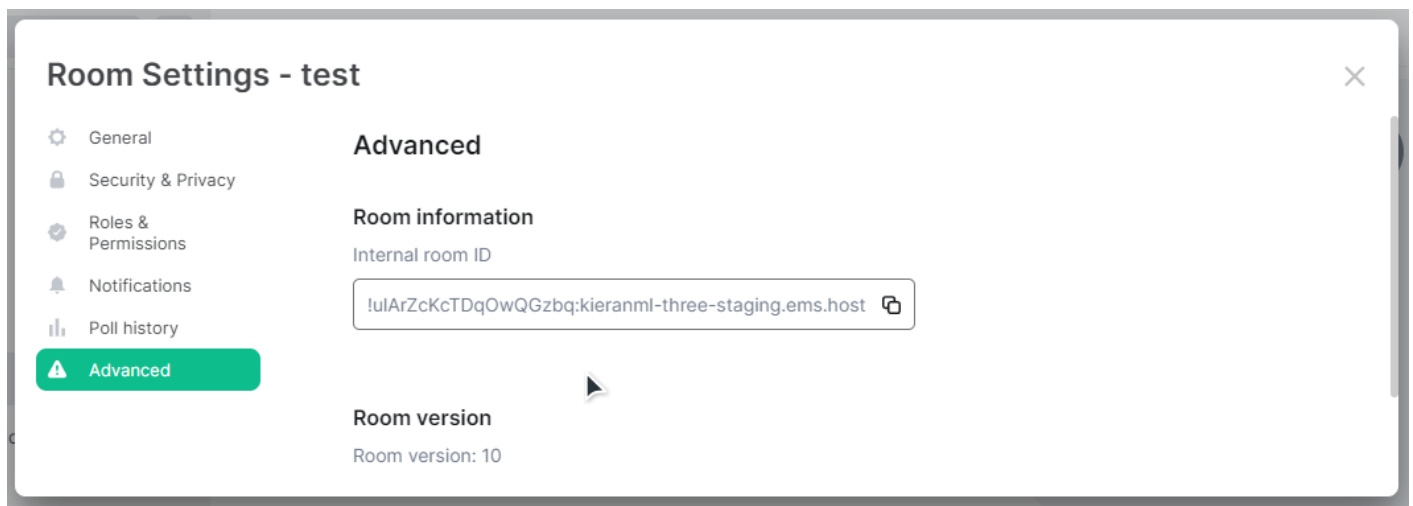 Room Settings - test
General
Security & Privacy
Roles &
Permissions
Notifications
Poll history
Advanced
Advanced
Room information
Internal room ID
!ulArZcKcTDqOwQGzbq:kieranml-three-staging.ems.host
Room version
Room version: 10